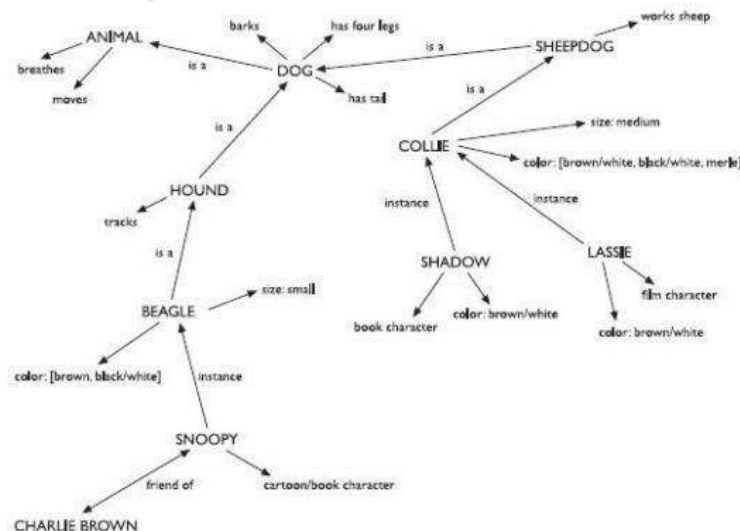 barks
has four legs
works sheep
ANIMAL
SHEEPDOG
is a
breathes
is a
DOG
moves
has tail
is a
size: medium
is a
COLLIE
color: [brown/white, black/white, merle]
HOUND
tracks
instance
instance
is a
SHADOW
LASSIE
size: small
film character
BEAGLE
book character
color: brown/white
color: brown/white
color: [brown, black/white]
instance
SNOOPY
friend of
cartoon/book character
CHARLIE BROWN